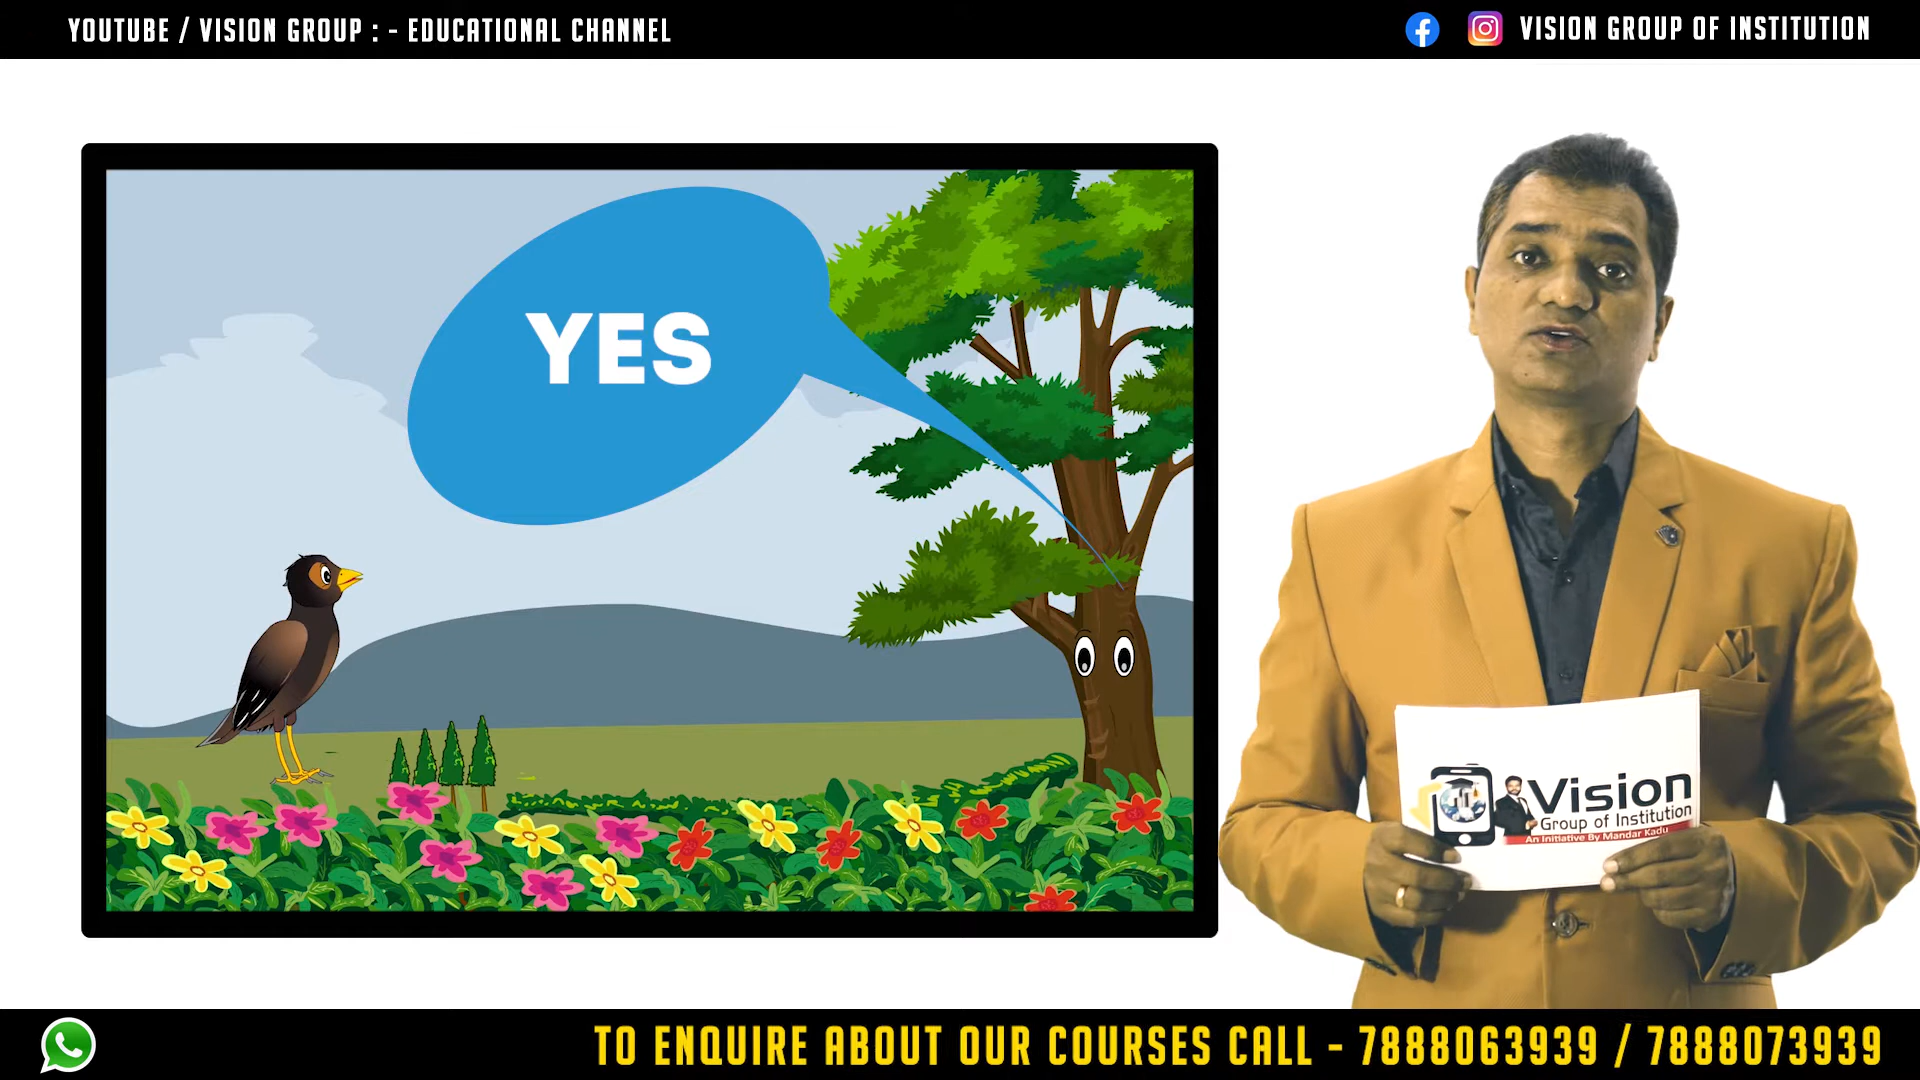 YOUTUBE / VISION GROUP : - EDUCATIONAL CHANNEL
VISION GROUP OF INSTITUTION
YES
Vision
Group of Institution
An Initiative By Mandar Kadu
TO ENQUIRE ABOUT OUR COURSES CALL - 7888063939 / 7888073939